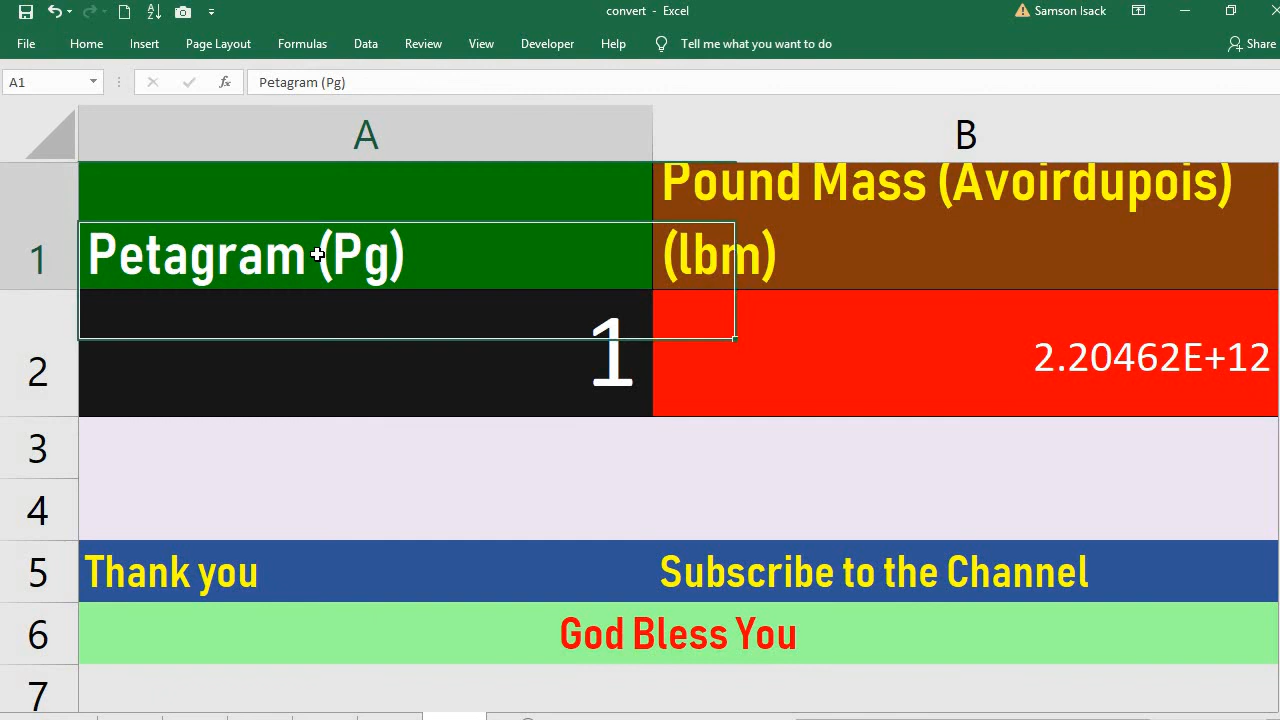 convert - Excel
Samson Isack
File Home Insert Page Layout Formulas Data Review View Developer Help Tell me what you want to do Share
A1 fx Petagram (Pg)
A B
1 Petagram (Pg) Pound Mass (Avoirdupois)
(lbm)
2 1 2.20462E+12
3
4
5 Thank you Subscribe to the Channel
6 God Bless You
7